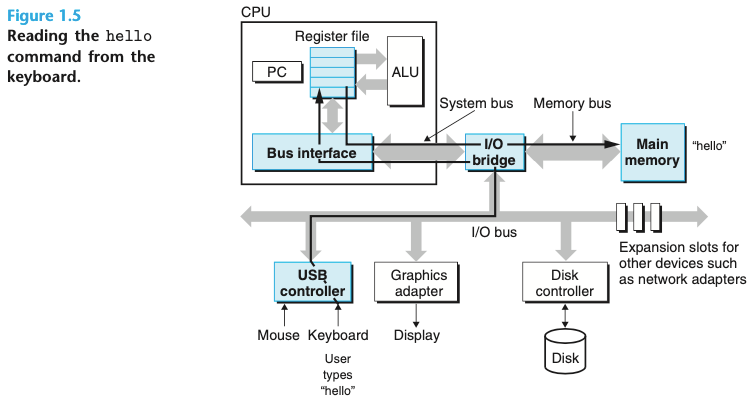 Figure 1.5
Reading the hello
command from the
keyboard.
CPU
Register file
PC
ALU
System bus
Memory bus
Bus interface
I/O
bridge
Main
memory
“hello”
I/O bus
Expansion slots for
other devices such
as network adapters
USB
controller
Graphics
adapter
Disk
controller
Mouse
Keyboard
Display
User
types
“hello”
Disk